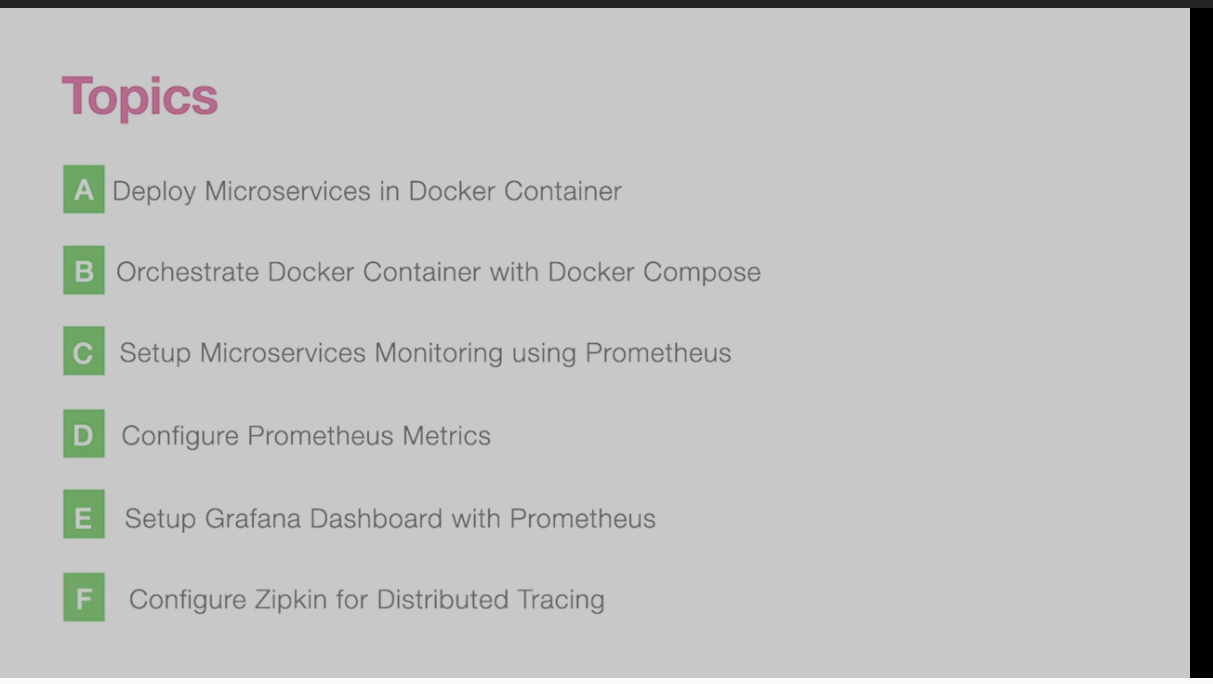 Topics
A Deploy Microservices in Docker Container
B Orchestrate Docker Container with Docker Compose
C Setup Microservices Monitoring using Prometheus
D Configure Prometheus Metrics
E Setup Grafana Dashboard with Prometheus
F Configure Zipkin for Distributed Tracing